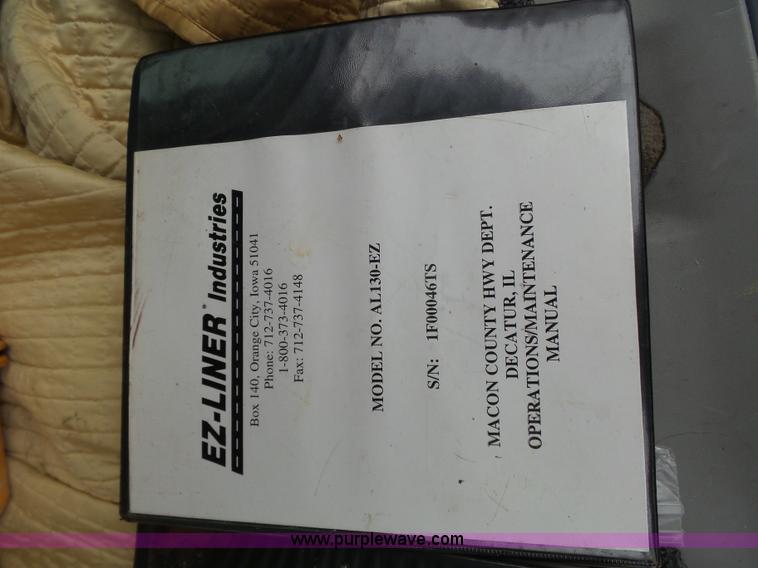 EZ-LINER® Industries
Box 140, Orange City, Iowa 51041
Phone: 712-737-4016
1-800-373-4016
Fax: 712-737-4148
MODEL NO. AL130-EZ
S/N: 1F00046TS
MACON COUNTY HWY DEPT.
DECATUR, IL
OPERATIONS/MAINTENANCE
MANUAL
www.purplewave.com